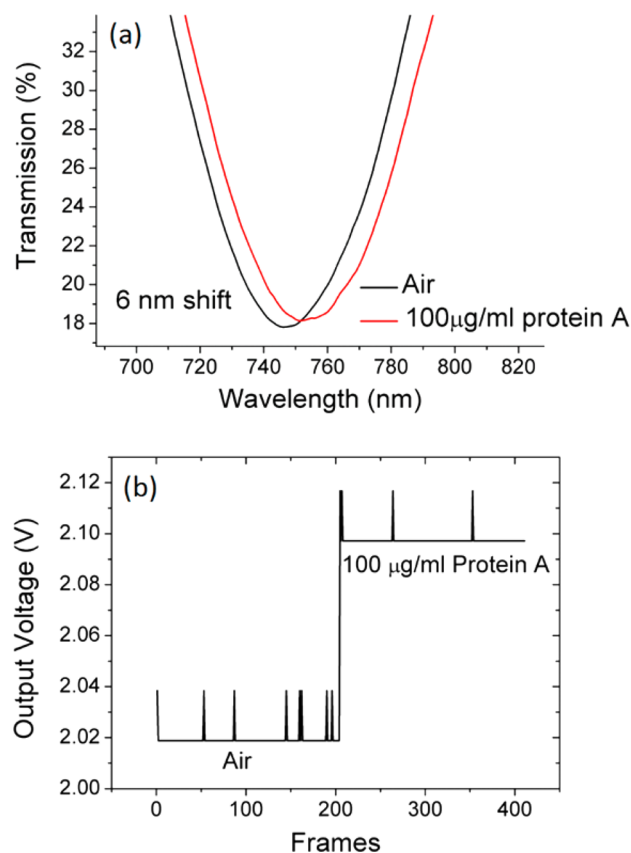 (a)
Transmission (%)
32
30
28
26
24
22
20
18
6 nm shift
Air
100μg/ml protein A
700 720 740 760 780 800 820
Wavelength (nm)
(b)
Output Voltage (V)
2.12
2.10
2.08
2.06
2.04
2.02
2.00
100 μg/ml Protein A
Air
0 100 200 300 400
Frames